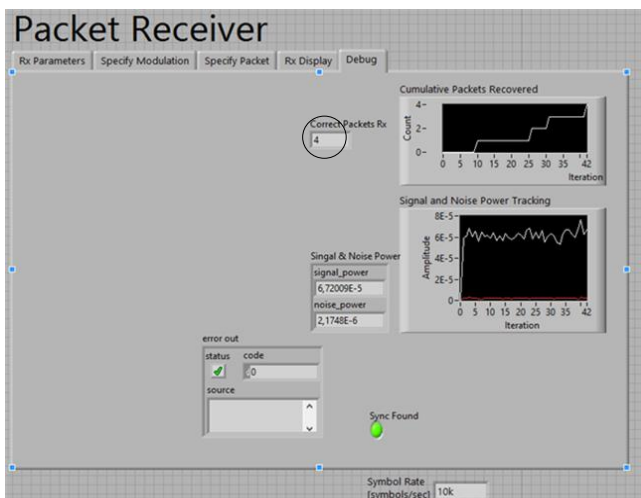 Packet Receiver
Rx Parameters Specify Modulation Specify Packet Rx Display Debug
Cumulative Packets Recovered
Correct Packets Rx
4
Count
4-
2-
0-
0 5 10 15 20 25 30 35 42
Iteration
Signal and Noise Power Tracking
Amplitude
8E-5-
6E-5-
4E-5-
2E-5-
0-
0 5 10 15 20 25 30 35 42
Iteration
Singal & Noise Power
signal_power
6,72009E-5
noise_power
2,1748E-6
error out
status code
0
source
Sync Found
Symbol Rate
[symbols/sec] 10k